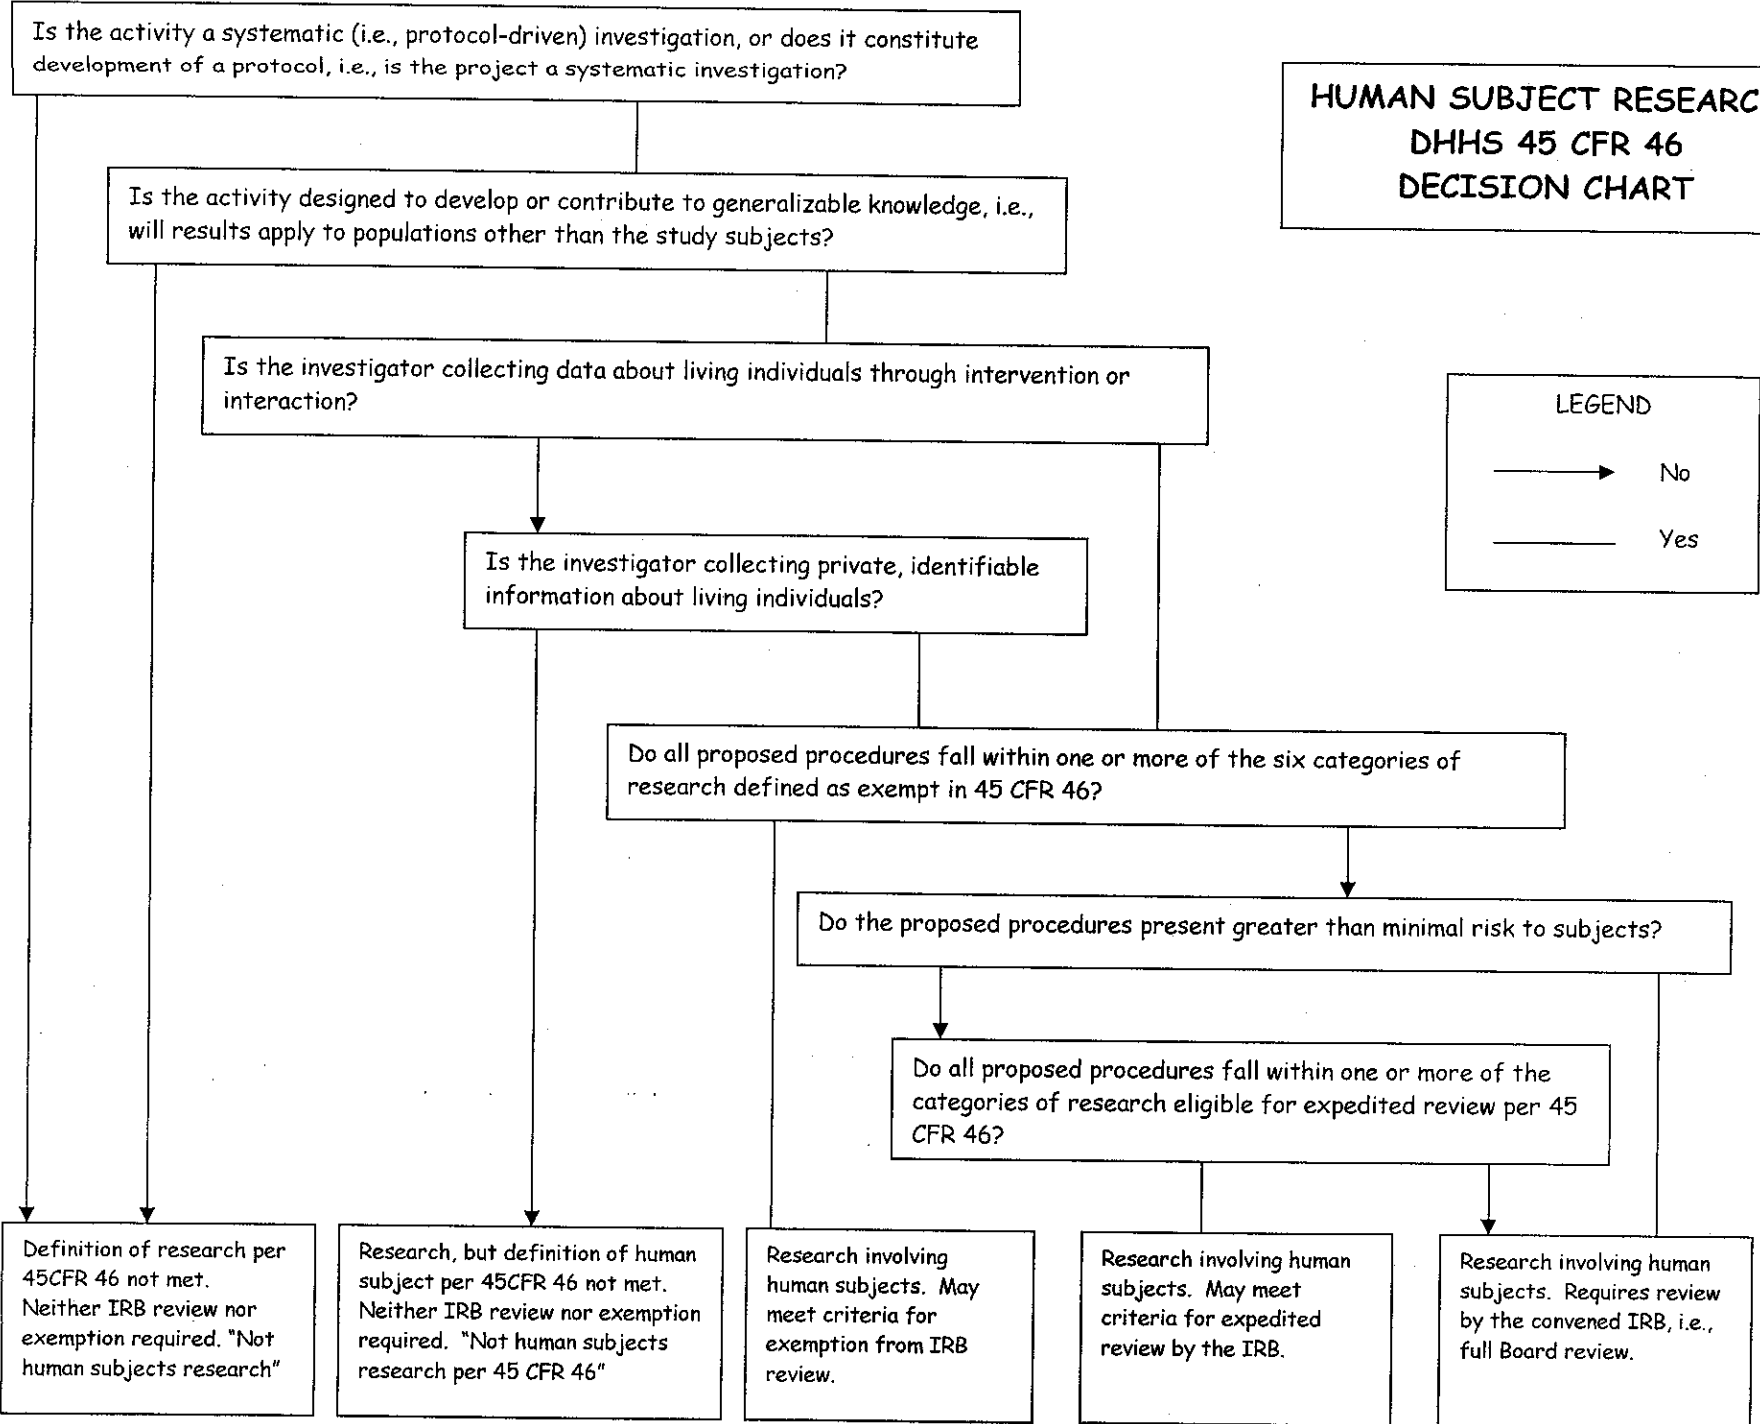 Is the activity a systematic (i.e., protocol-driven) investigation, or does it constitute
development of a protocol, i.e., is the project a systematic investigation?
HUMAN SUBJECT RESEARC
DHHS 45 CFR 46
DECISION CHART
Is the activity designed to develop or contribute to generalizable knowledge, i.e.,
will results apply to populations other than the study subjects?
Is the investigator collecting data about living individuals through intervention or
interaction?
LEGEND
No
Yes
Is the investigator collecting private, identifiable
information about living individuals?
Do all proposed procedures fall within one or more of the six categories of
research defined as exempt in 45 CFR 46?
Do the proposed procedures present greater than minimal risk to subjects?
Do all proposed procedures fall within one or more of the
categories of research eligible for expedited review per 45
CFR 46?
Definition of research per
45CFR 46 not met.
Neither IRB review nor
exemption required. "Not
human subjects research"
Research, but definition of human
subject per 45CFR 46 not met.
Neither IRB review nor exemption
required. "Not human subjects
research per 45 CFR 46"
Research involving
human subjects. May
meet criteria for
exemption from IRB
review.
Research involving human
subjects. May meet
criteria for expedited
review by the IRB.
Research involving human
subjects. Requires review
by the convened IRB, i.e.,
full Board review.